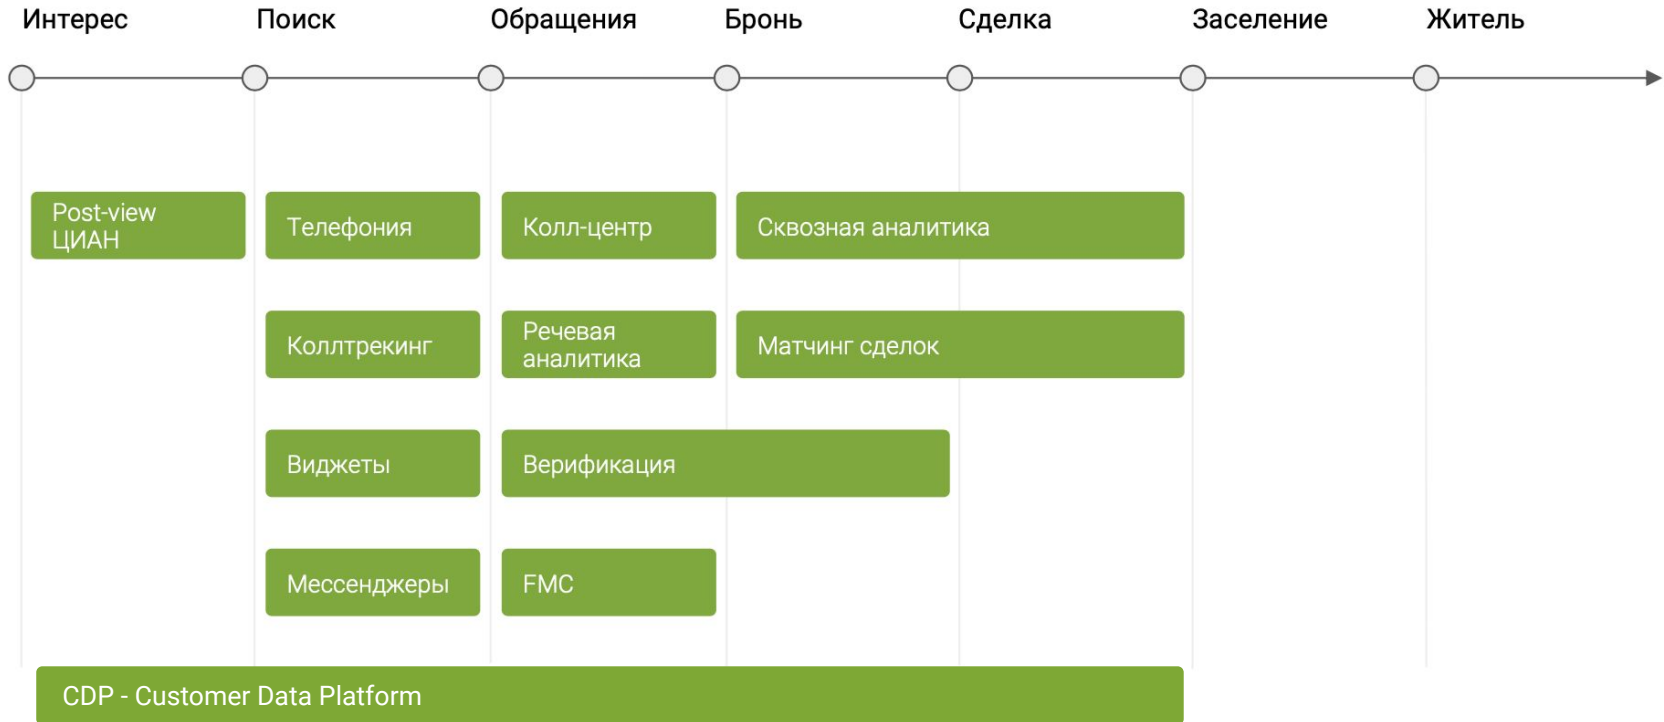 Интерес
Поиск
Обращения
Бронь
Сделка
Заселение
Житель
Post-view
ЦИАН
Телефония
Колл-центр
Сквозная аналитика
Коллтрекинг
Речевая
аналитика
Матчинг сделок
Виджеты
Верификация
Мессенджеры
FMC
CDP - Customer Data Platform